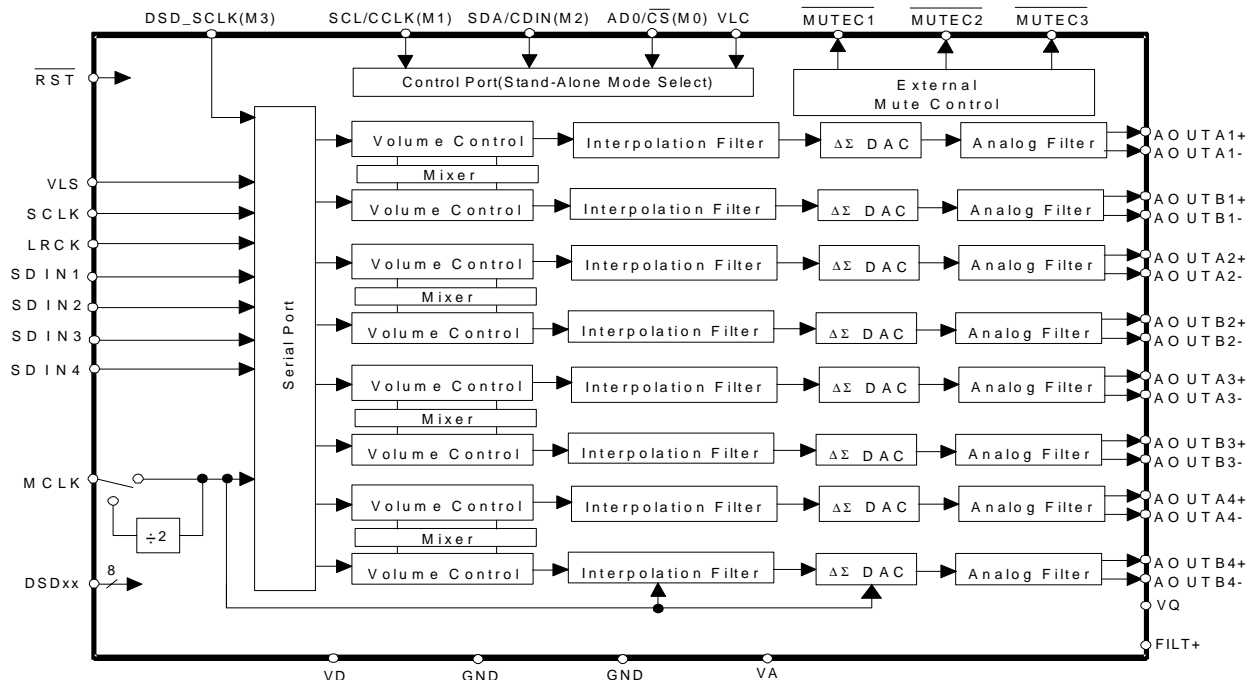 DSD_SCLK(M3) SCL/CCLK(M1) SDA/CDIN(M2) AD0/CS(M0) VLC MUTEC1 MUTEC2 MUTEC3
RST
Control Port(Stand-Alone Mode Select)
External
Mute Control
Serial Port
Volume Control Interpolation Filter ΔΣ DAC Analog Filter AOUTA1+
AOUTA1-
Mixer
VLS
Volume Control Interpolation Filter ΔΣ DAC Analog Filter AOUTB1+
AOUTB1-
SCLK
LRCK
Volume Control Interpolation Filter ΔΣ DAC Analog Filter AOUTA2+
AOUTA2-
SDIN1
Mixer
SDIN2
Volume Control Interpolation Filter ΔΣ DAC Analog Filter AOUTB2+
AOUTB2-
SDIN3
SDIN4
Volume Control Interpolation Filter ΔΣ DAC Analog Filter AOUTA3+
AOUTA3-
Mixer
Volume Control Interpolation Filter ΔΣ DAC Analog Filter AOUTB3+
AOUTB3-
MCLK
Volume Control Interpolation Filter ΔΣ DAC Analog Filter AOUTA4+
AOUTA4-
÷2
Mixer
Volume Control Interpolation Filter ΔΣ DAC Analog Filter AOUTB4+
AOUTB4-
DSDxx 8
VQ
FILT+
VD GND GND VA